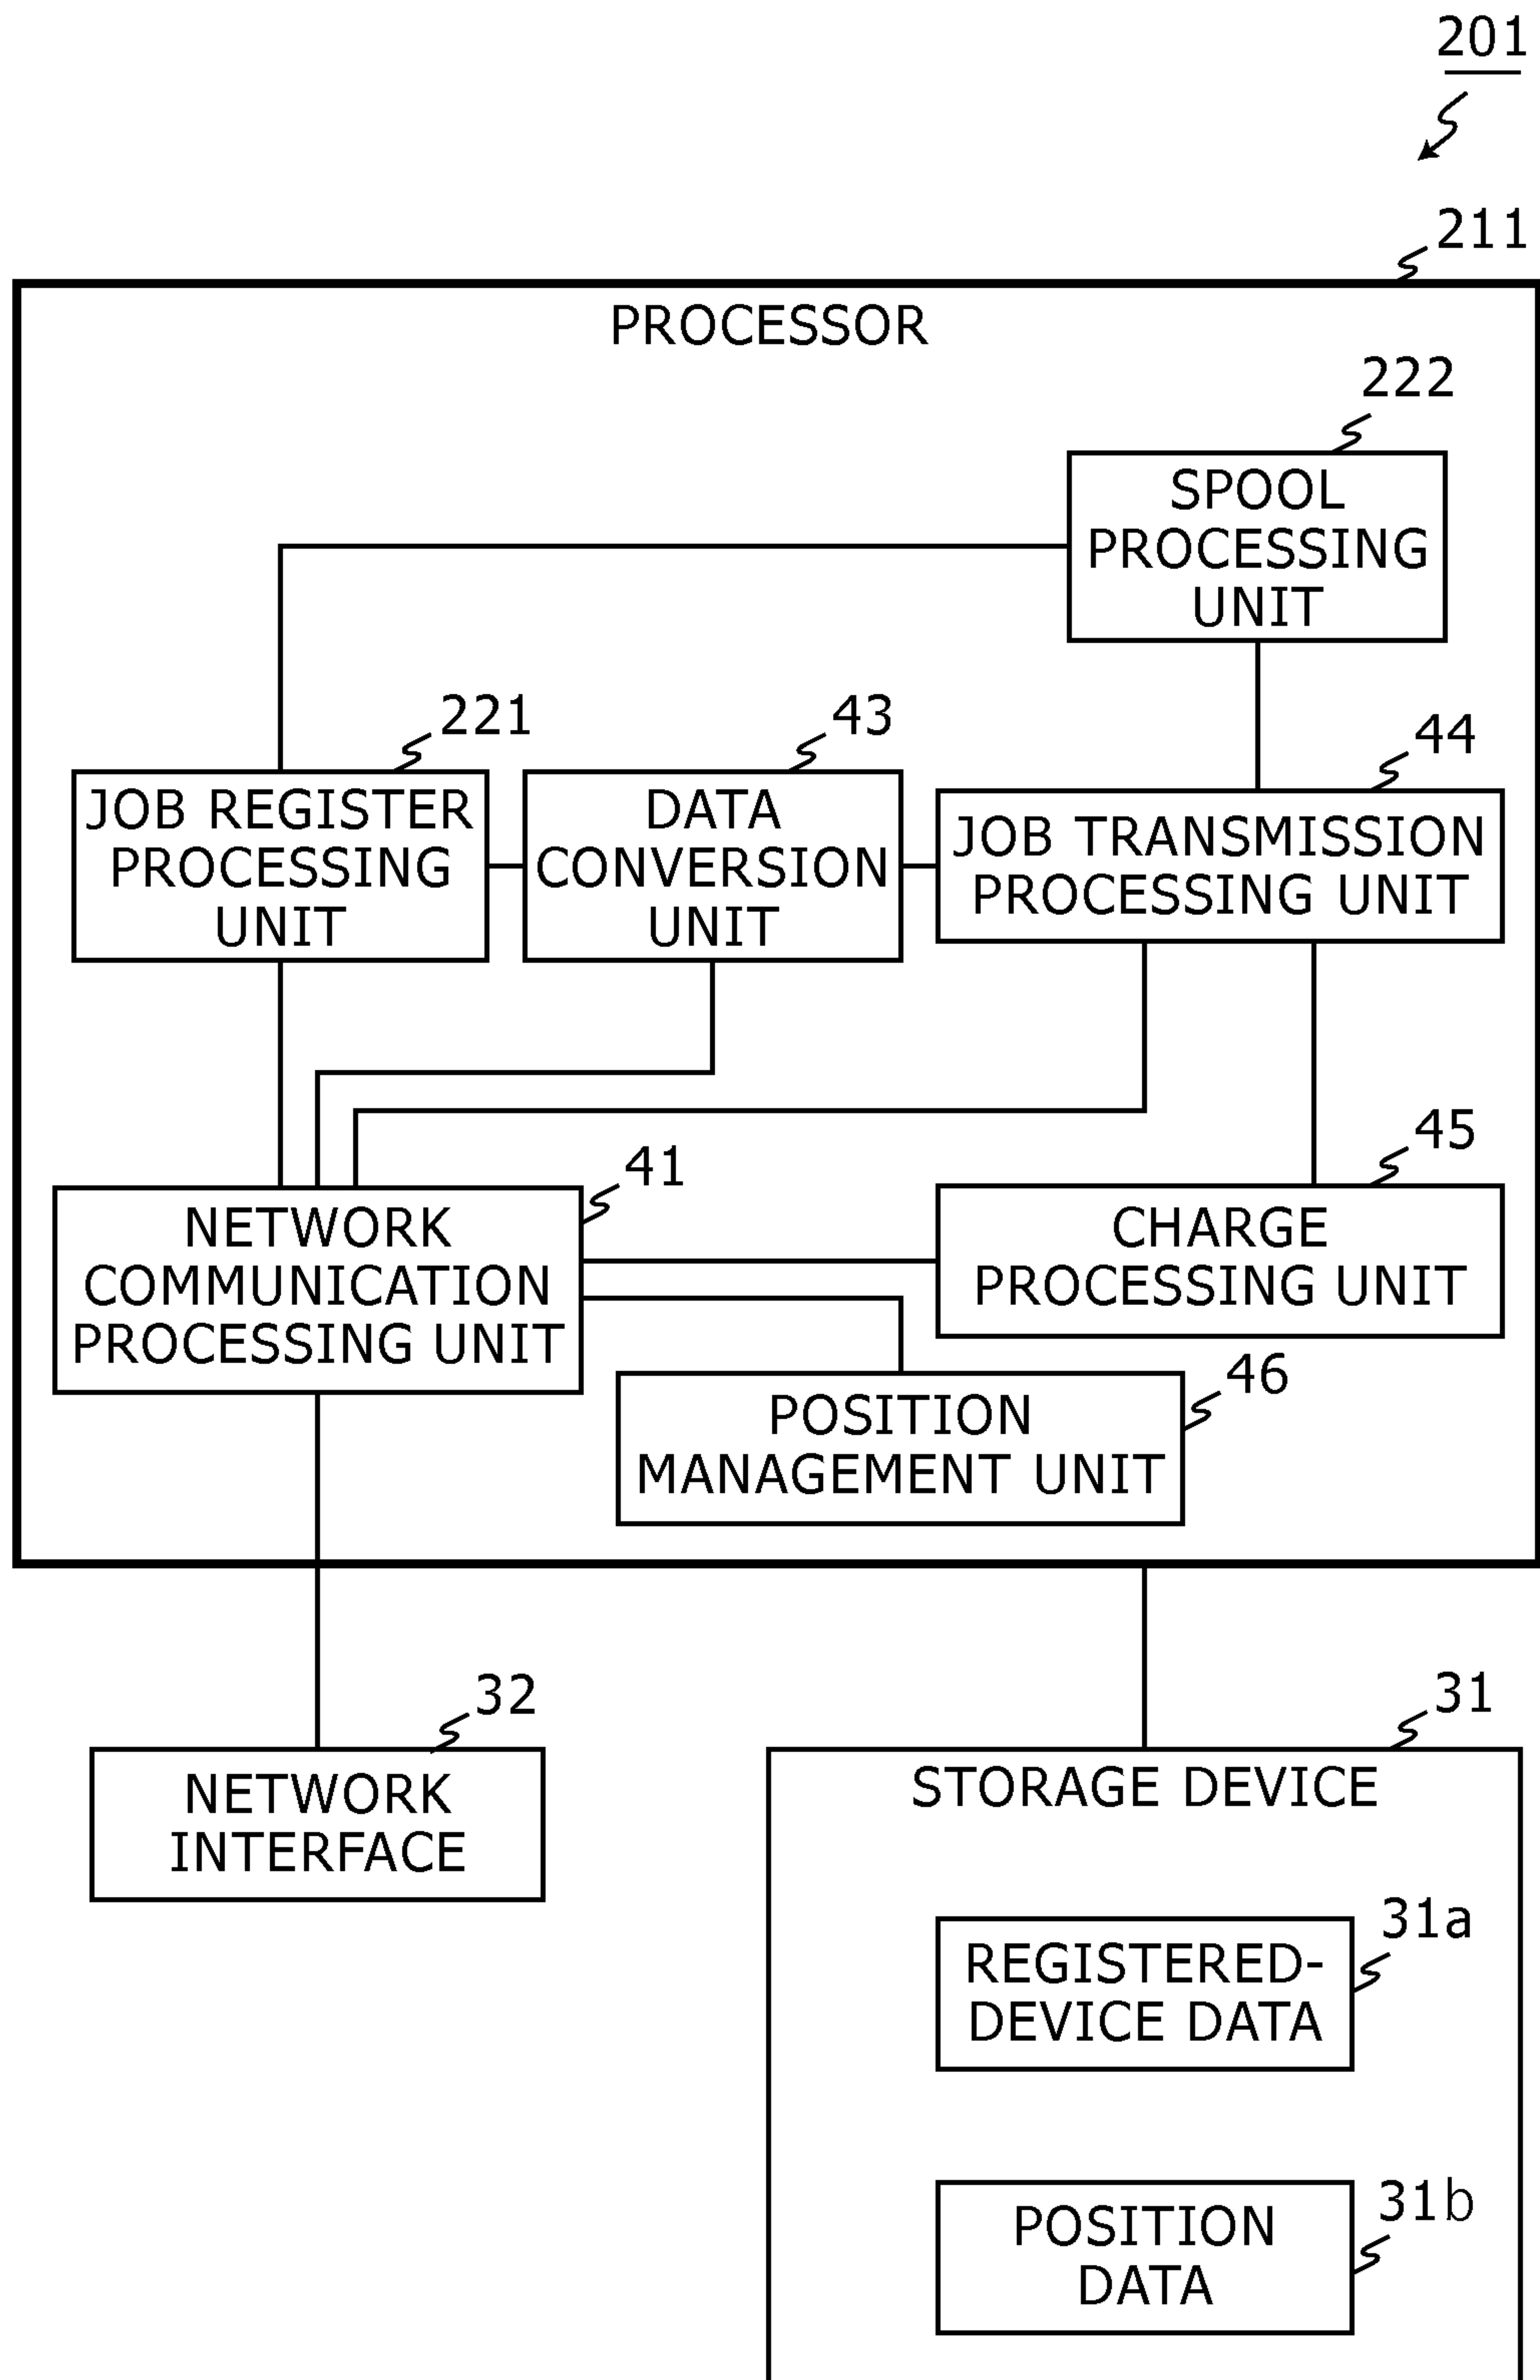 201
211
PROCESSOR
222
SPOOL
PROCESSING
UNIT
221
JOB REGISTER
PROCESSING
UNIT
43
DATA
CONVERSION
UNIT
44
JOB TRANSMISSION
PROCESSING UNIT
41
NETWORK
COMMUNICATION
PROCESSING UNIT
45
CHARGE
PROCESSING UNIT
46
POSITION
MANAGEMENT UNIT
32
NETWORK
INTERFACE
31
STORAGE DEVICE
31a
REGISTERED-
DEVICE DATA
31b
POSITION
DATA